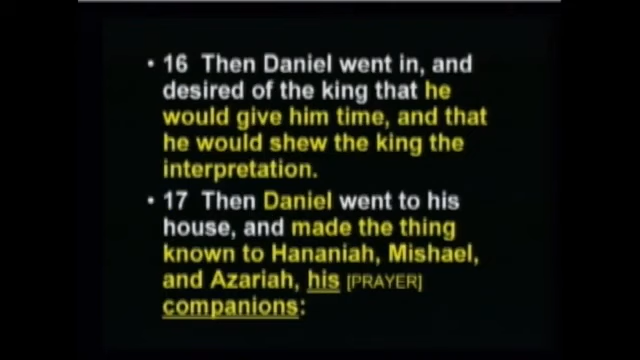 • 16 Then Daniel went in, and
desired of the king that he
would give him time, and that
he would shew the king the
interpretation.
• 17 Then Daniel went to his
house, and made the thing
known to Hananiah, Mishael,
and Azariah, his [PRAYER]
companions: